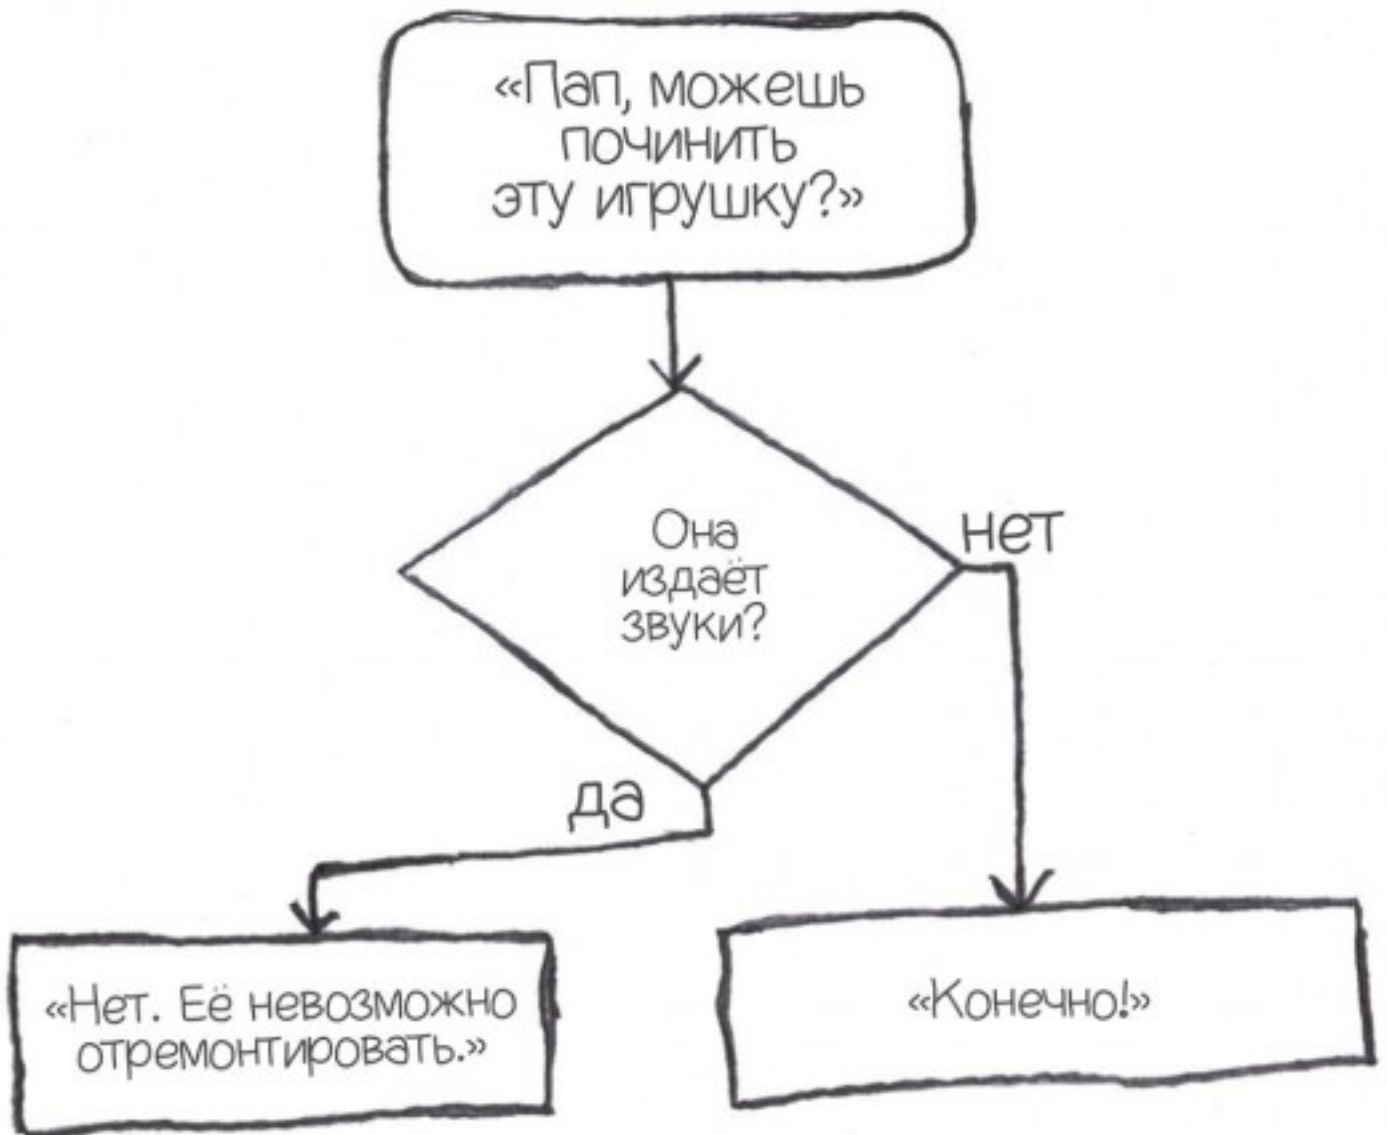 «Пап, можешь
починить
эту игрушку?»
Она
издаёт
звуки?
нет
да
«Нет. Её невозможно
отремонтировать.»
«Конечно!»